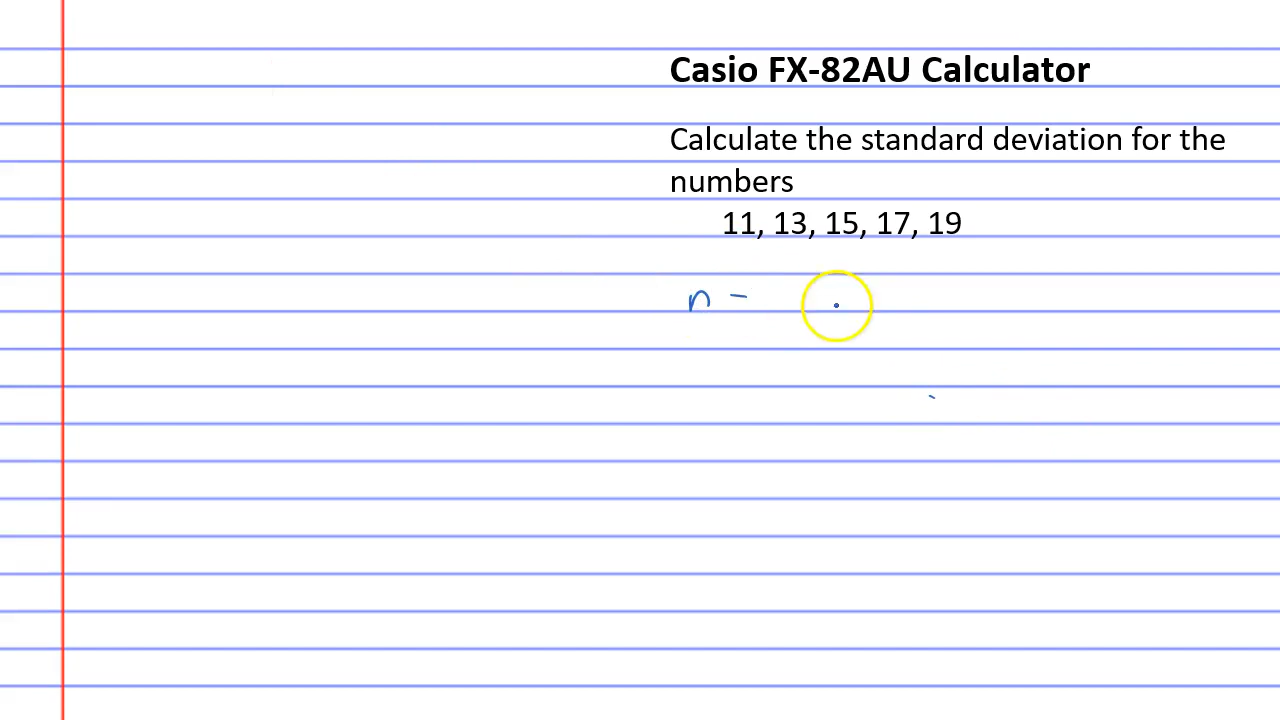 Casio FX-82AU Calculator
Calculate the standard deviation for the
numbers
11, 13, 15, 17, 19
n -